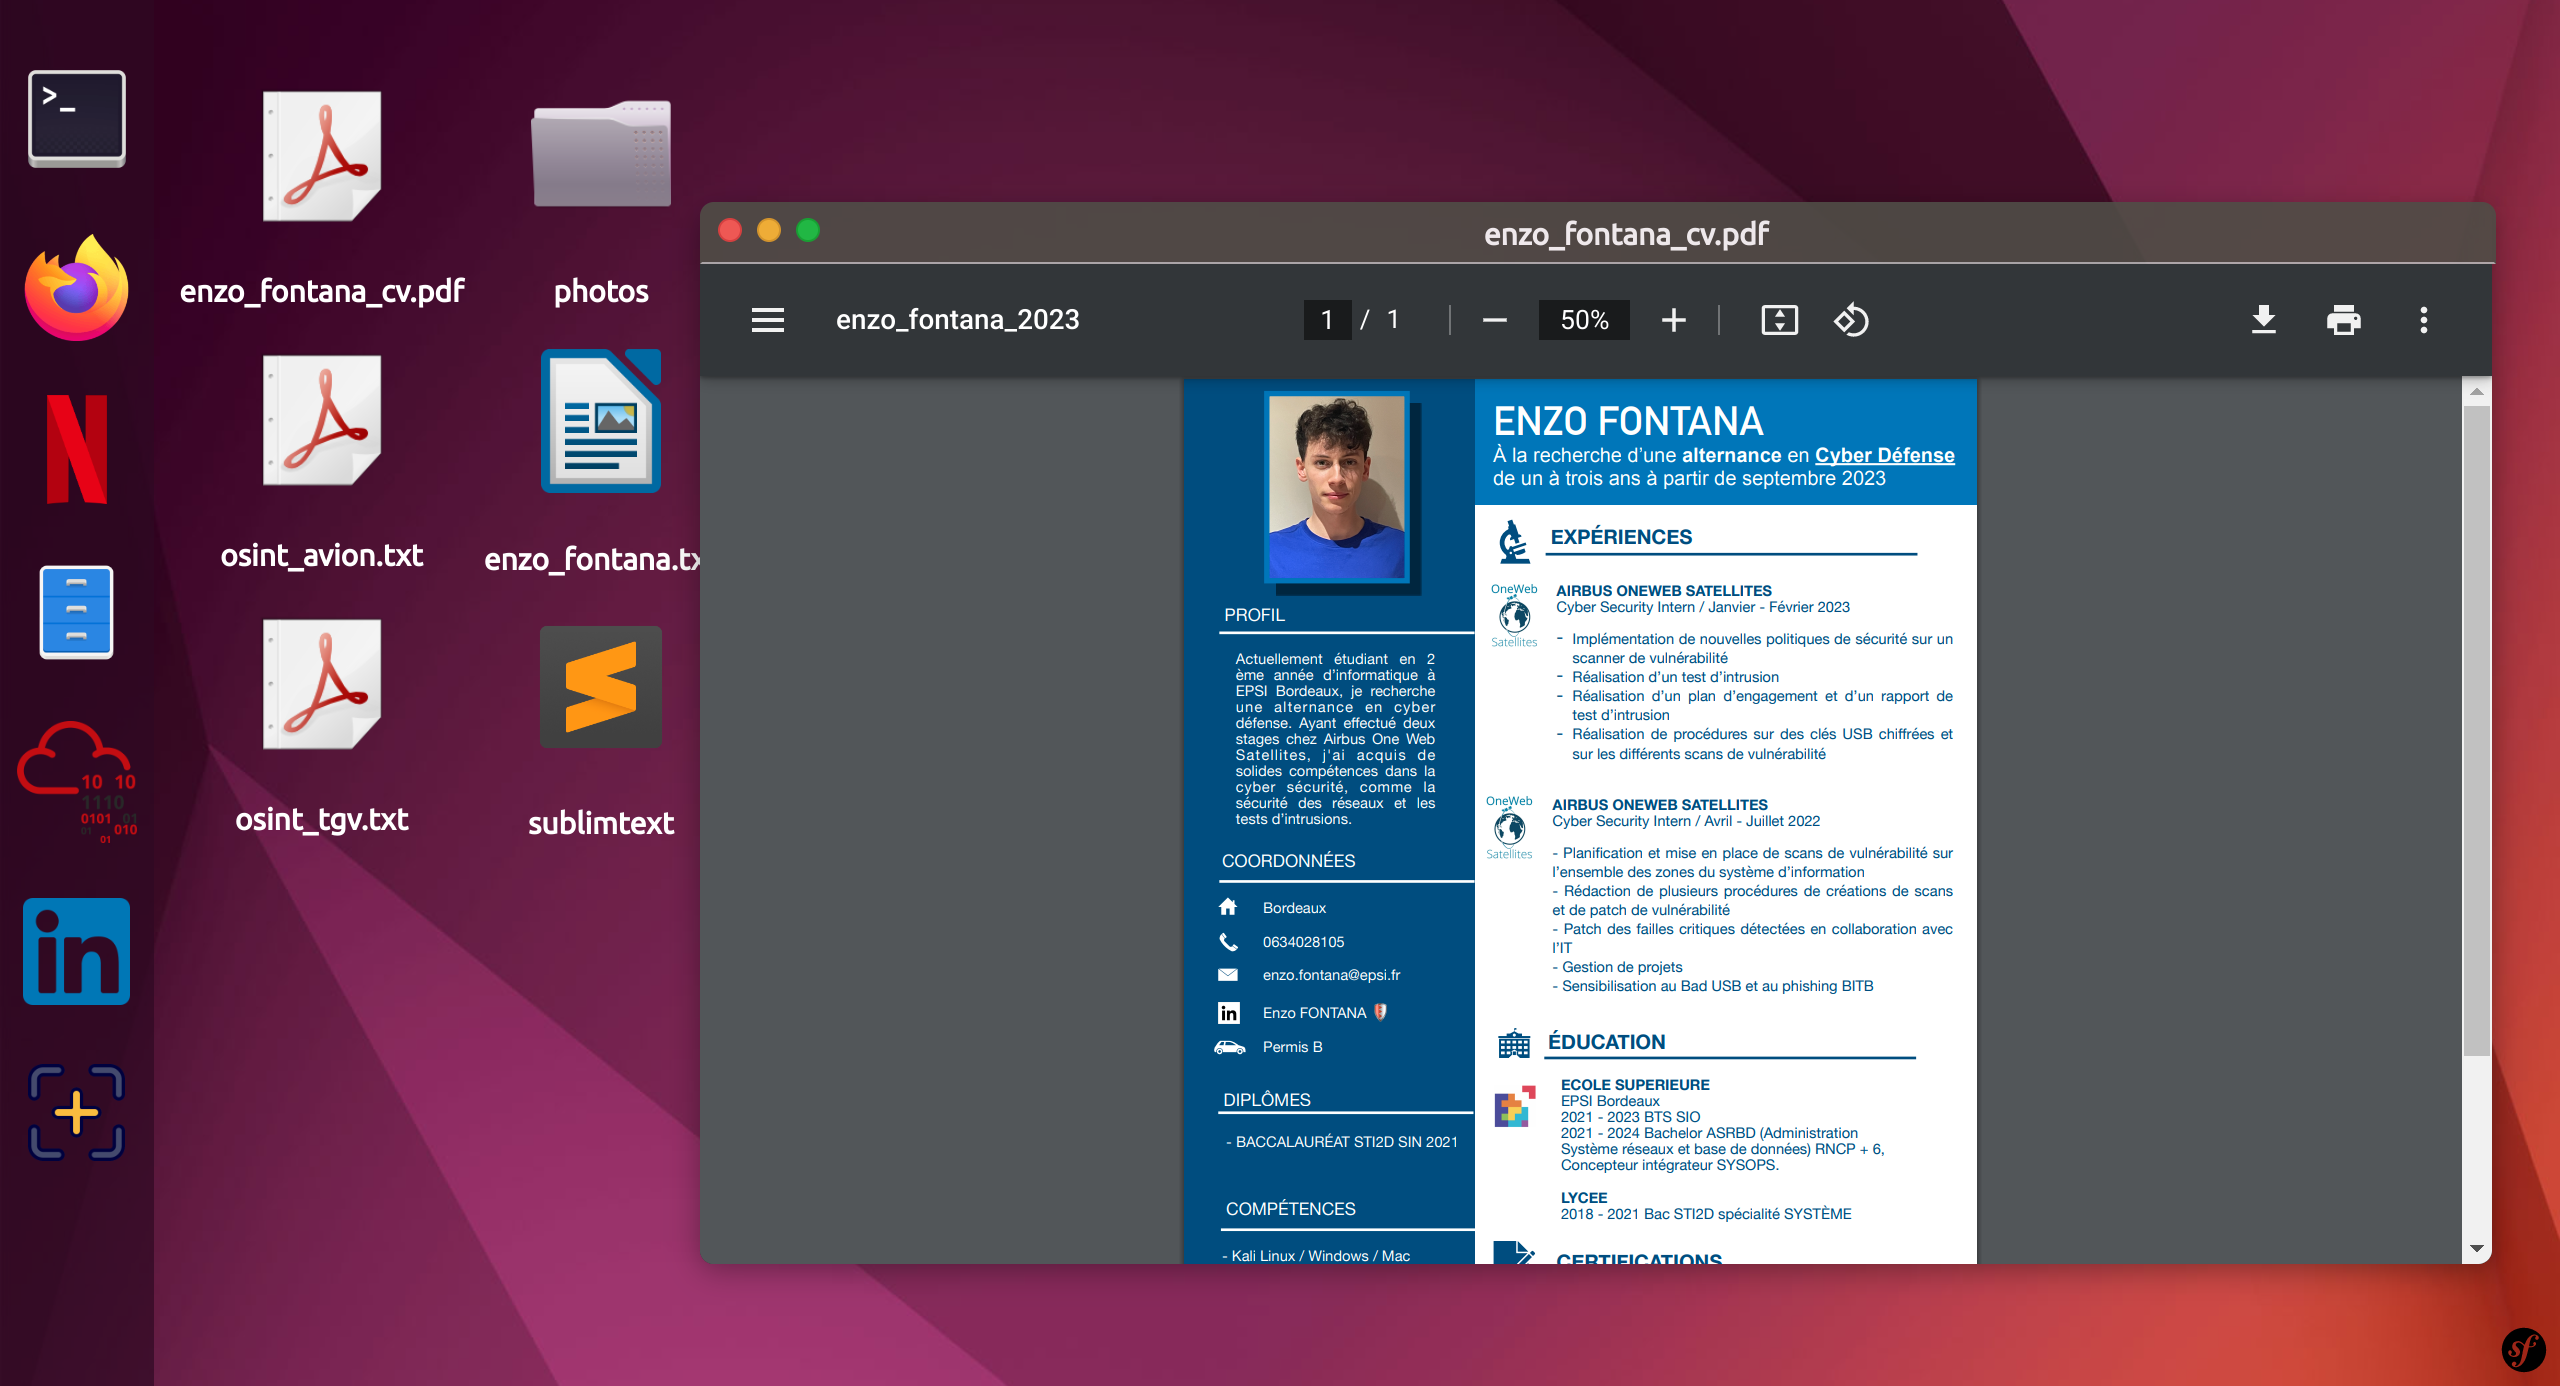 >_
enzo_fontana_cv.pdf
photos
osint_avion.txt
enzo_fontana.tx
osint_tgv.txt
sublimtext
10 10
1110
0101 01
01 010
01
in
enzo_fontana_cv.pdf
enzo_fontana_2023
1 / 1
50%
PROFIL
Actuellement étudiant en 2
ème année d'informatique à
EPSI Bordeaux, je recherche
une alternance en cyber
défense. Ayant effectué deux
stages chez Airbus One Web
Satellites, j'ai acquis de
solides compétences dans la
cyber sécurité, comme la
sécurité des réseaux et les
tests d'intrusions.
COORDONNÉES
Bordeaux
0634028105
enzo.fontana@epsi.fr
in Enzo FONTANA
Permis B
DIPLÔMES
- BACCALAURÉAT STI2D SIN 2021
COMPÉTENCES
- Kali Linux / Windows / Mac
ENZO FONTANA
À la recherche d'une alternance en Cyber Défense
de un à trois ans à partir de septembre 2023
EXPÉRIENCES
OneWeb
Satellites
AIRBUS ONEWEB SATELLITES
Cyber Security Intern / Janvier - Février 2023
- Implémentation de nouvelles politiques de sécurité sur un
scanner de vulnérabilité
- Réalisation d'un test d'intrusion
- Réalisation d'un plan d'engagement et d'un rapport de
test d'intrusion
- Réalisation de procédures sur des clés USB chiffrées et
sur les différents scans de vulnérabilité
OneWeb
Satellites
AIRBUS ONEWEB SATELLITES
Cyber Security Intern / Avril - Juillet 2022
- Planification et mise en place de scans de vulnérabilité sur
l'ensemble des zones du système d'information
- Rédaction de plusieurs procédures de créations de scans
et de patch de vulnérabilité
- Patch des failles critiques détectées en collaboration avec
l'IT
- Gestion de projets
- Sensibilisation au Bad USB et au phishing BITB
ÉDUCATION
ECOLE SUPERIEURE
EPSI Bordeaux
2021 - 2023 BTS SIO
2021 - 2024 Bachelor ASRBD (Administration
Système réseaux et base de données) RNCP + 6,
Concepteur intégrateur SYSOPS.
LYCEE
2018 - 2021 Bac STI2D spécialité SYSTÈME
CERTIFICATIONS
sf